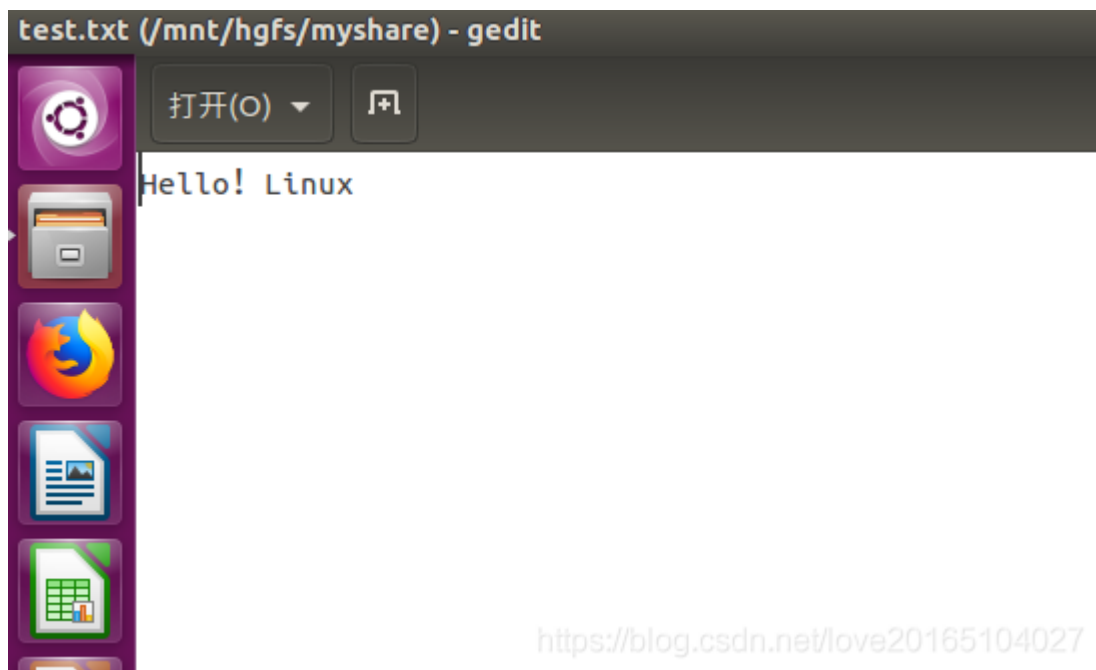 test.txt (/mnt/hgfs/myshare) - gedit
打开(O)
Hello! Linux
https://blog.csdn.net/love20165104027